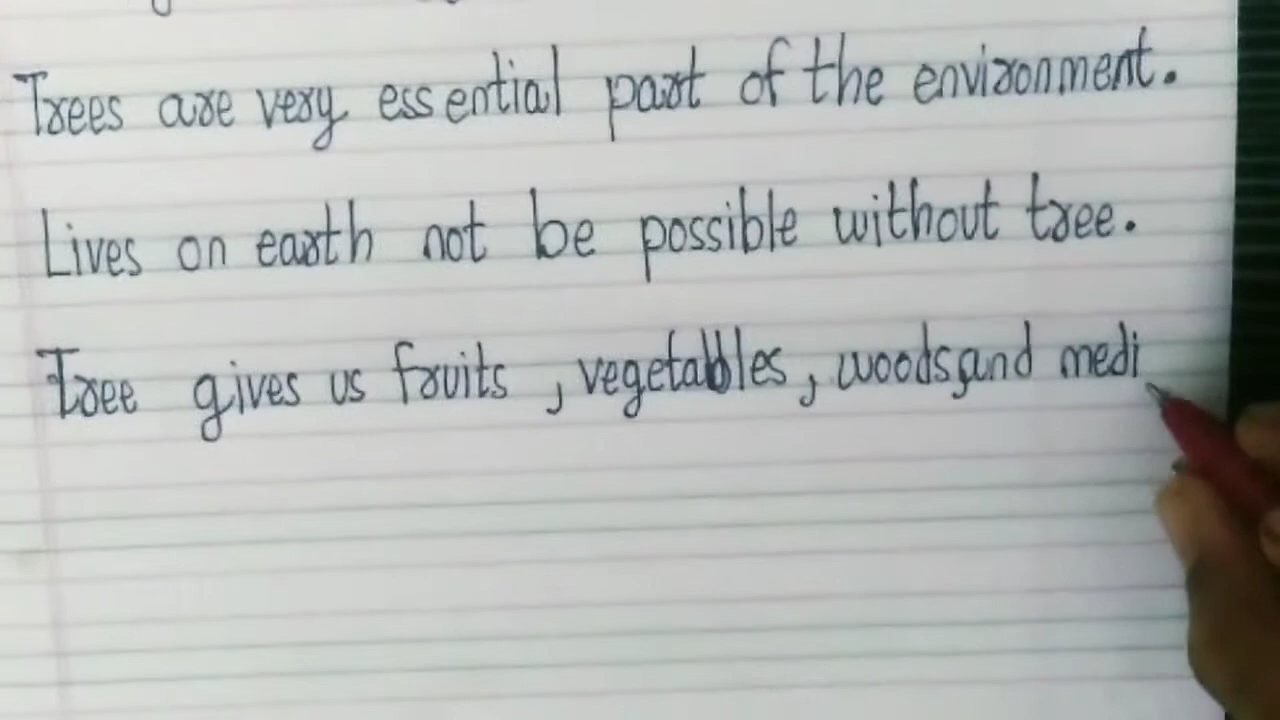 Trees are very essential part of the environment.
Lives on earth not be possible without tree.
Tree gives us fruits , vegetables, woods,and medi